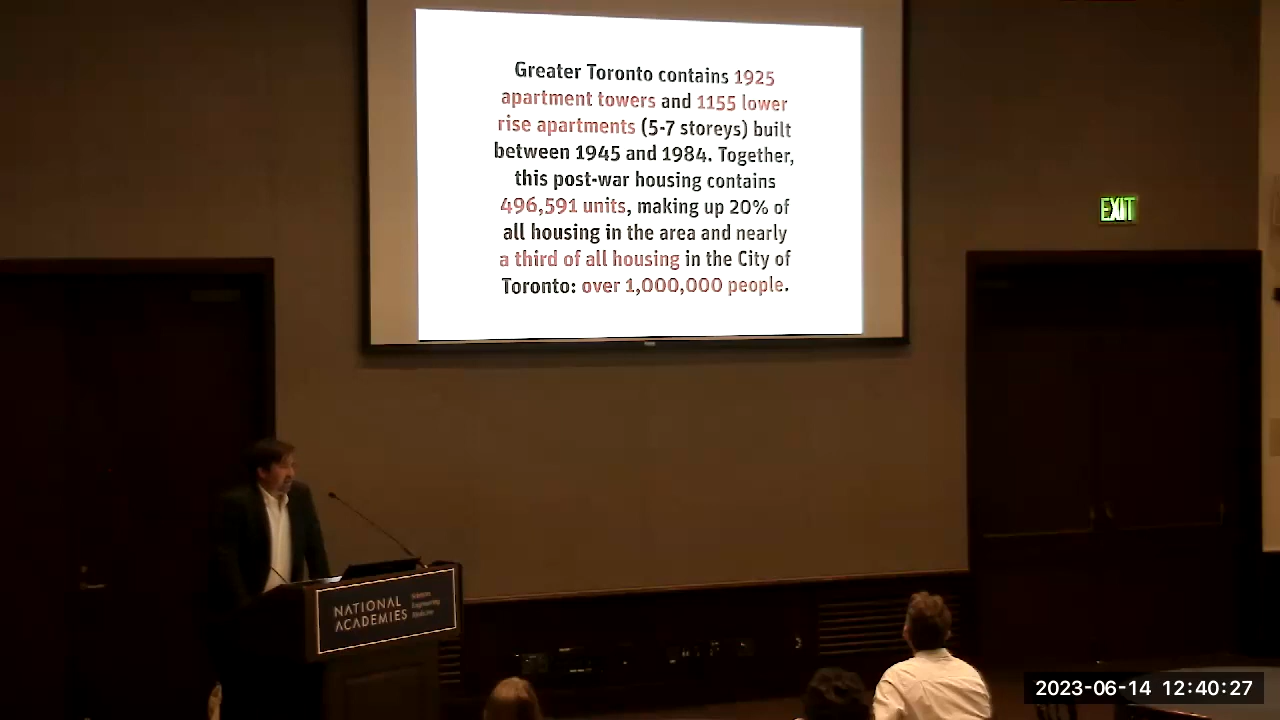 Greater Toronto contains 1925
apartment towers and 1155 lower
rise apartments (5-7 storeys) built
between 1945 and 1984. Together,
this post-war housing contains
496,591 units, making up 20% of
all housing in the area and nearly
a third of all housing in the City of
Toronto: over 1,000,000 people.
EXIT
NATIONAL
ACADEMIES
Sciences
Engineering
Medicine
2023-06-14 12:40:27